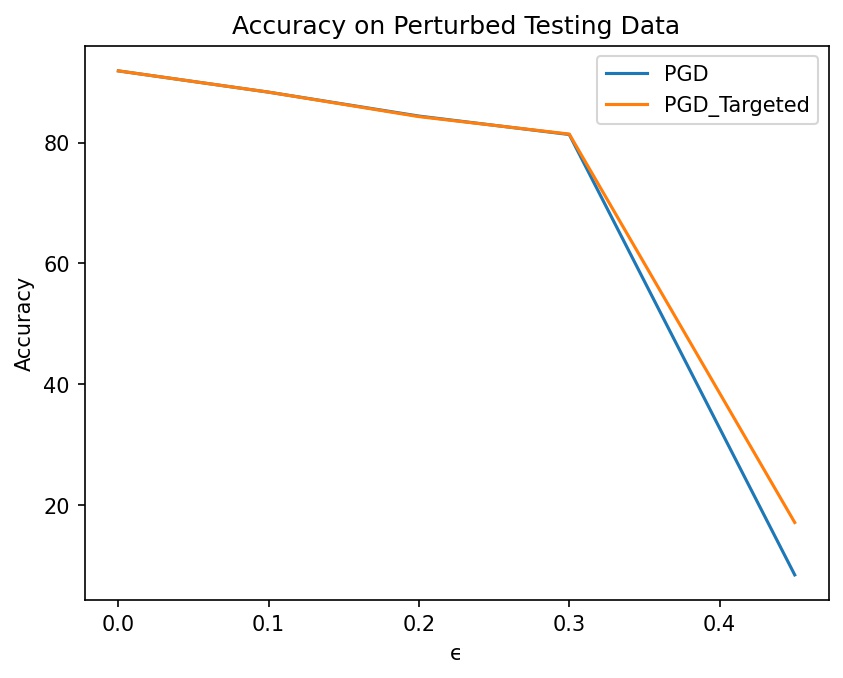 Accuracy on Perturbed Testing Data
PGD
PGD_Targeted
Accuracy
80
60
40
20
0.0
0.1
0.2
0.3
0.4
ϵ